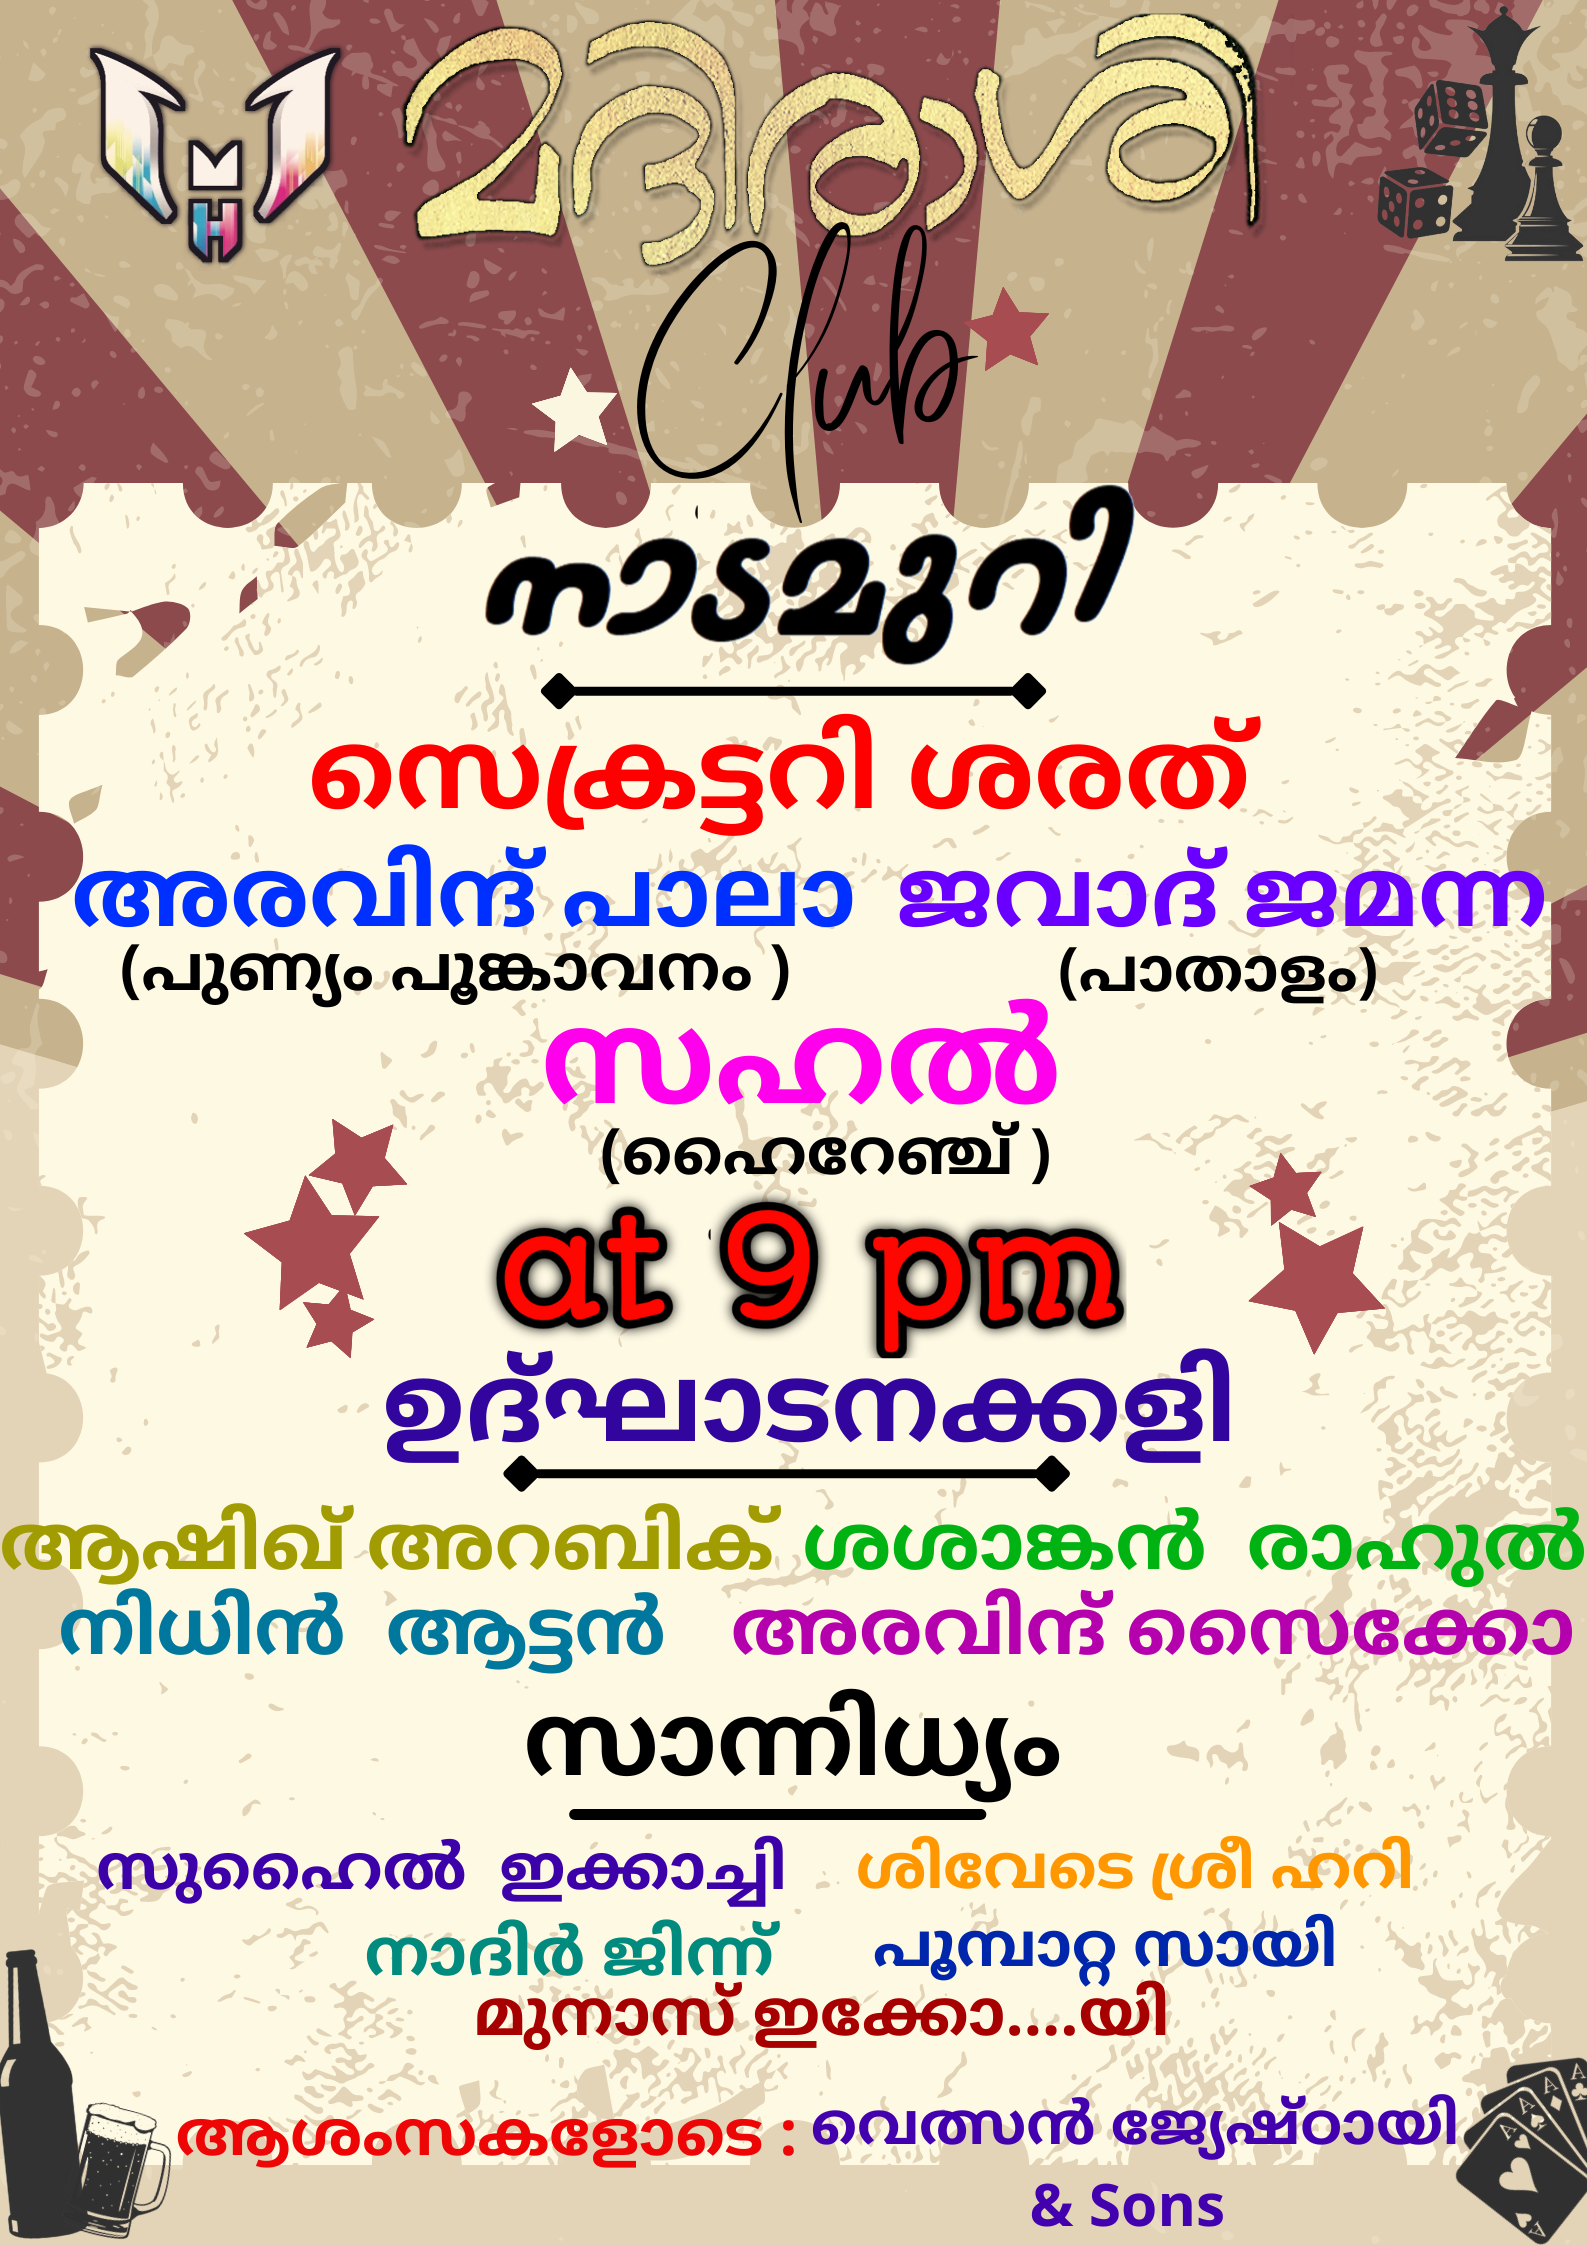 MH
മദിരാശി
Club
നാടമുറി
സെക്രട്ടറി ശരത്
അരവിന്ദ് പാലാ ജവാദ് ജമന്ന
(പുണ്യം പൂങ്കാവനം ) (പാതാളം)
സഹൽ
(ഹൈറേഞ്ച് )
at 9 pm
ഉദ്ഘാടനക്കളി
ആഷിഖ് അറബിക് ശശാങ്കൻ രാഹുൽ
നിധിൻ ആട്ടൻ അരവിന്ദ് സൈക്കോ
സാന്നിധ്യം
സുഹൈൽ ഇക്കാച്ചി ശിവേടെ ശ്രീ ഹറി
നാദിർ ജിന്ന് പൂമ്പാറ്റ സായി
മുനാസ് ഇക്കോ....യി
ആശംസകളോടെ : വെത്സൻ ജ്യേഷ്ഠായി
& Sons